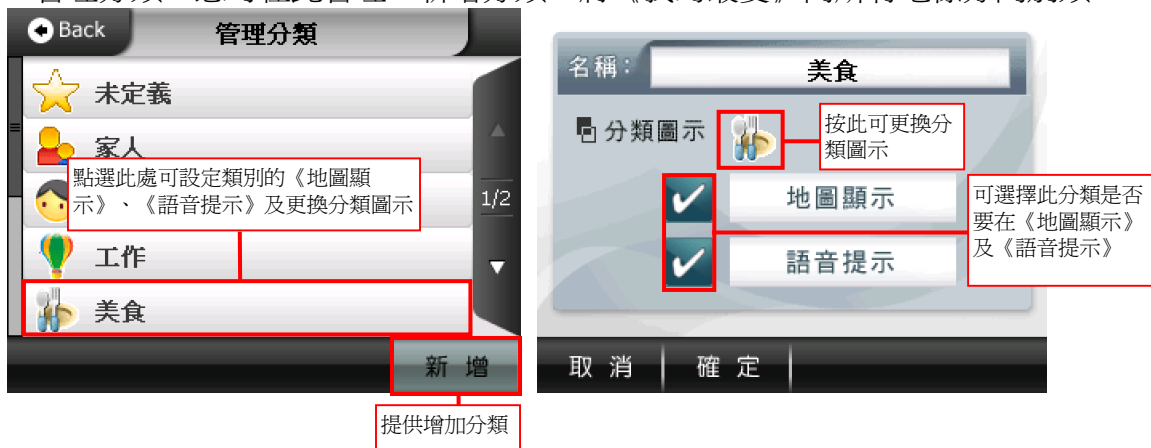 Back
管理分類
未定義
家人
點選此處可設定類別的《地圖顯
示》、《語音提示》及更換分類圖示
1/2
工作
美食
新增
提供增加分類
名稱：
美食
分類圖示
按此可更換分
類圖示
地圖顯示
語音提示
可選擇此分類是否
要在《地圖顯示》
及《語音提示》
取消
確定